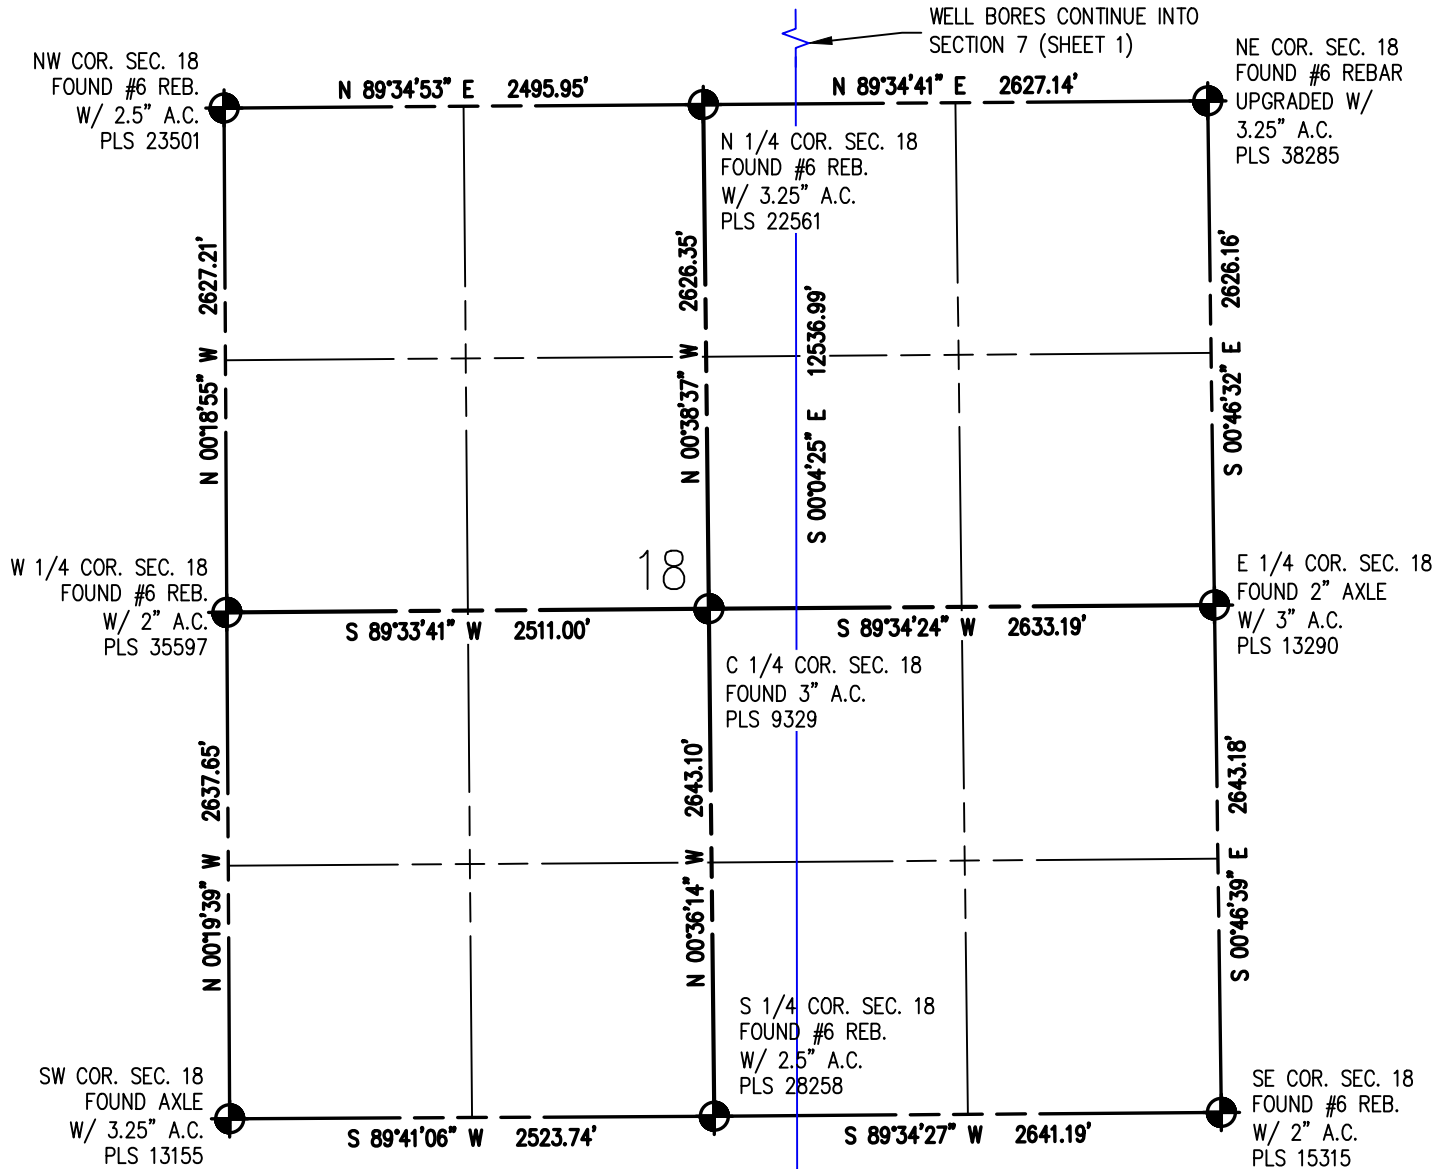 WELL BORES CONTINUE INTO
SECTION 7 (SHEET 1)
NW COR. SEC. 18
FOUND #6 REB.
W/ 2.5" A.C.
PLS 23501
N 89°34'53" E 2495.95'
N 89°34'41" E 2627.14'
NE COR. SEC. 18
FOUND #6 REBAR
UPGRADED W/
3.25" A.C.
PLS 38285
N 1/4 COR. SEC. 18
FOUND #6 REB.
W/ 3.25" A.C.
PLS 22561
N 00°18'55" W 2627.21'
N 00°38'37" W 2626.35'
S 00°04'25" E 12536.99'
S 00°46'32" E 2626.16'
18
W 1/4 COR. SEC. 18
FOUND #6 REB.
W/ 2" A.C.
PLS 35597
S 89°33'41" W 2511.00'
S 89°34'24" W 2633.19'
E 1/4 COR. SEC. 18
FOUND 2" AXLE
W/ 3" A.C.
PLS 13290
C 1/4 COR. SEC. 18
FOUND 3" A.C.
PLS 9329
N 00°19'39" W 2637.65'
N 00°36'14" W 2643.10'
S 00°46'39" E 2643.18'
S 1/4 COR. SEC. 18
FOUND #6 REB.
W/ 2.5" A.C.
PLS 28258
SW COR. SEC. 18
FOUND AXLE
W/ 3.25" A.C.
PLS 13155
S 89°41'06" W 2523.74'
S 89°34'27" W 2641.19'
SE COR. SEC. 18
FOUND #6 REB.
W/ 2" A.C.
PLS 15315